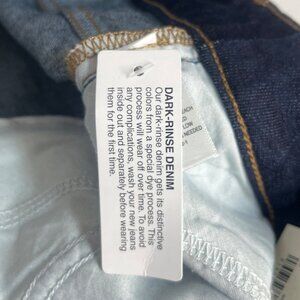 DARK-RINSE DENIM
Our dark-rinse denim gets its distinctive
colors from a special dye process. This
process will wear off over time. To avoid
any complications, wash your new jeans
inside out and separately before wearing
them for the first time.
LOW
NEEDED